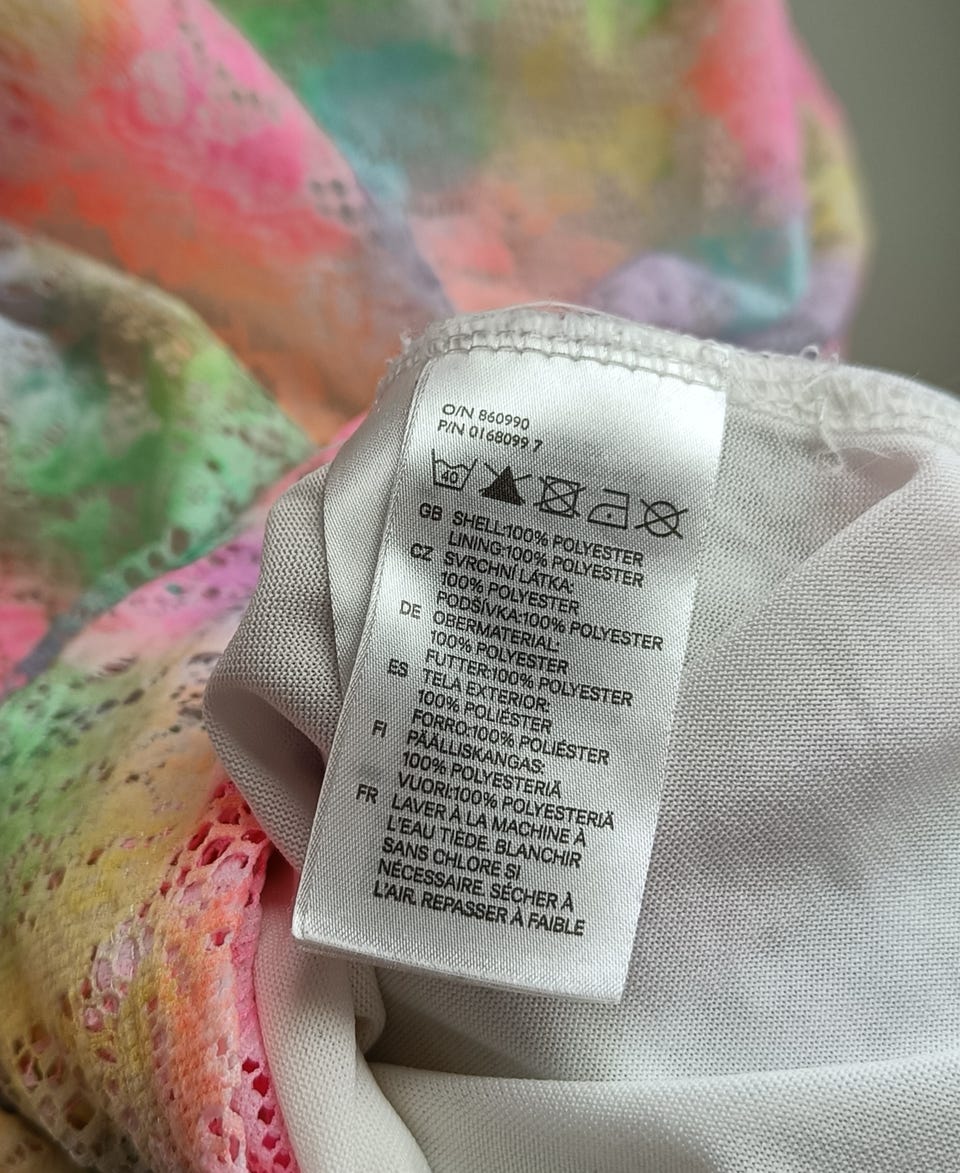 O/N 860990
P/N 0168099 7
40
GB SHELL:100% POLYESTER
LINING:100% POLYESTER
CZ SVRCHNÍ LÁTKA:
100% POLYESTER
PODŠÍVKA:100% POLYESTER
DE OBERMATERIAL:
100% POLYESTER
FUTTER:100% POLYESTER
ES TELA EXTERIOR:
100% POLIÉSTER
FORRO:100% POLIÉSTER
FI PÄÄLLISKANGAS:
100% POLYESTERIÄ
VUORI:100% POLYESTERIÄ
FR LAVER À LA MACHINE À
L'EAU TIÈDE. BLANCHIR
SANS CHLORE SI
NÉCESSAIRE. SÉCHER À
L'AIR. REPASSER À FAIBLE